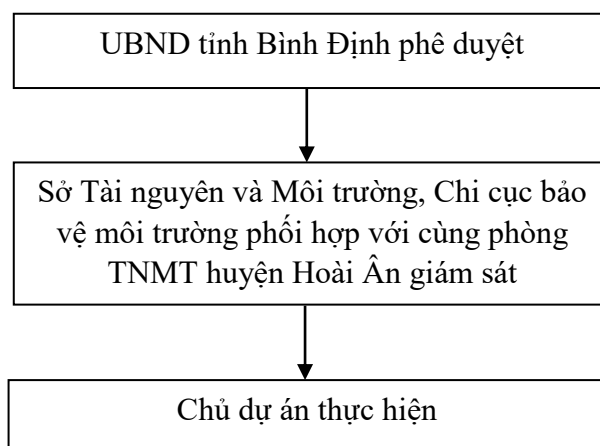 UBND tỉnh Bình Định phê duyệt
Sở Tài nguyên và Môi trường, Chi cục bảo
vệ môi trường phối hợp với cùng phòng
TNMT huyện Hoài Ân giám sát
Chủ dự án thực hiện